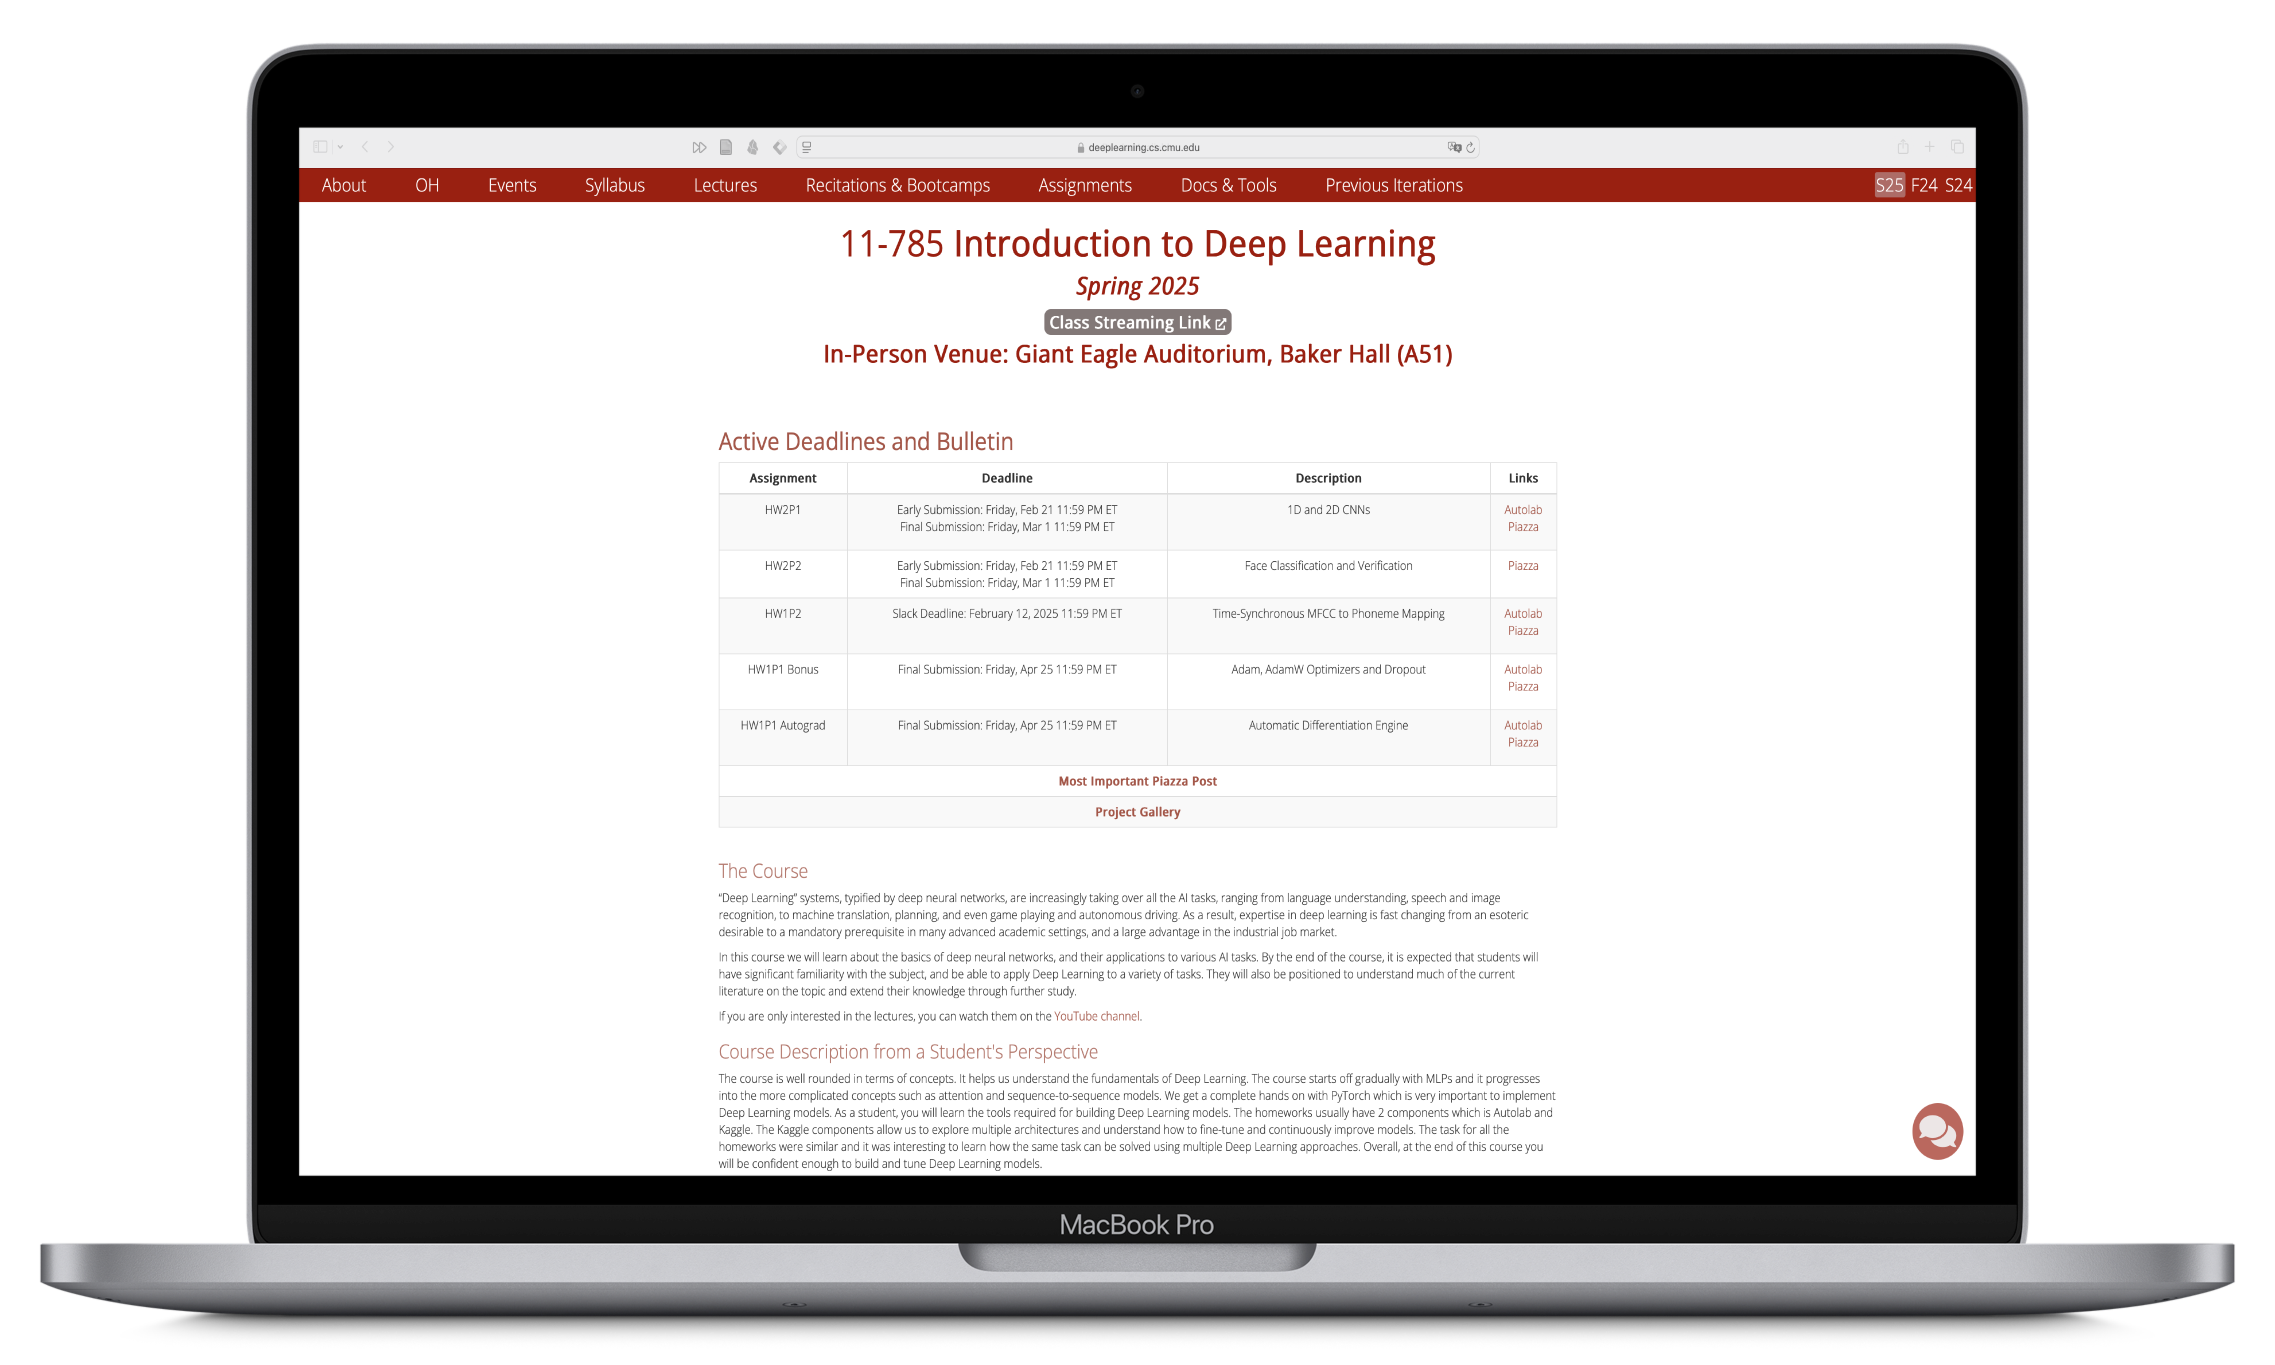 deeplearning.cs.cmu.edu
About OH Events Syllabus Lectures Recitations & Bootcamps Assignments Docs & Tools Previous Iterations S25 F24 S24
11-785 Introduction to Deep Learning
Spring 2025
Class Streaming Link
In-Person Venue: Giant Eagle Auditorium, Baker Hall (A51)
Active Deadlines and Bulletin
Assignment Deadline Description Links
HW2P1 Early Submission: Friday, Feb 21 11:59 PM ET 1D and 2D CNNs Autolab
Final Submission: Friday, Mar 1 11:59 PM ET Piazza
HW2P2 Early Submission: Friday, Feb 21 11:59 PM ET Face Classification and Verification Piazza
Final Submission: Friday, Mar 1 11:59 PM ET
HW1P2 Slack Deadline: February 12, 2025 11:59 PM ET Time-Synchronous MFCC to Phoneme Mapping Autolab
Piazza
HW1P1 Bonus Final Submission: Friday, Apr 25 11:59 PM ET Adam, AdamW Optimizers and Dropout Autolab
Piazza
HW1P1 Autograd Final Submission: Friday, Apr 25 11:59 PM ET Automatic Differentiation Engine Autolab
Piazza
Most Important Piazza Post
Project Gallery
The Course
“Deep Learning” systems, typified by deep neural networks, are increasingly taking over all the AI tasks, ranging from language understanding, speech and image
recognition, to machine translation, planning, and even game playing and autonomous driving. As a result, expertise in deep learning is fast changing from an esoteric
desirable to a mandatory prerequisite in many advanced academic settings, and a large advantage in the industrial job market.
In this course we will learn about the basics of deep neural networks, and their applications to various AI tasks. By the end of the course, it is expected that students will
have significant familiarity with the subject, and be able to apply Deep Learning to a variety of tasks. They will also be positioned to understand much of the current
literature on the topic and extend their knowledge through further study.
If you are only interested in the lectures, you can watch them on the YouTube channel.
Course Description from a Student's Perspective
The course is well rounded in terms of concepts. It helps us understand the fundamentals of Deep Learning. The course starts off gradually with MLPs and it progresses
into the more complicated concepts such as attention and sequence-to-sequence models. We get a complete hands on with PyTorch which is very important to implement
Deep Learning models. As a student, you will learn the tools required for building Deep Learning models. The homeworks usually have 2 components which is Autolab and
Kaggle. The Kaggle components allow us to explore multiple architectures and understand how to fine-tune and continuously improve models. The task for all the
homeworks were similar and it was interesting to learn how the same task can be solved using multiple Deep Learning approaches. Overall, at the end of this course you
will be confident enough to build and tune Deep Learning models.
MacBook Pro